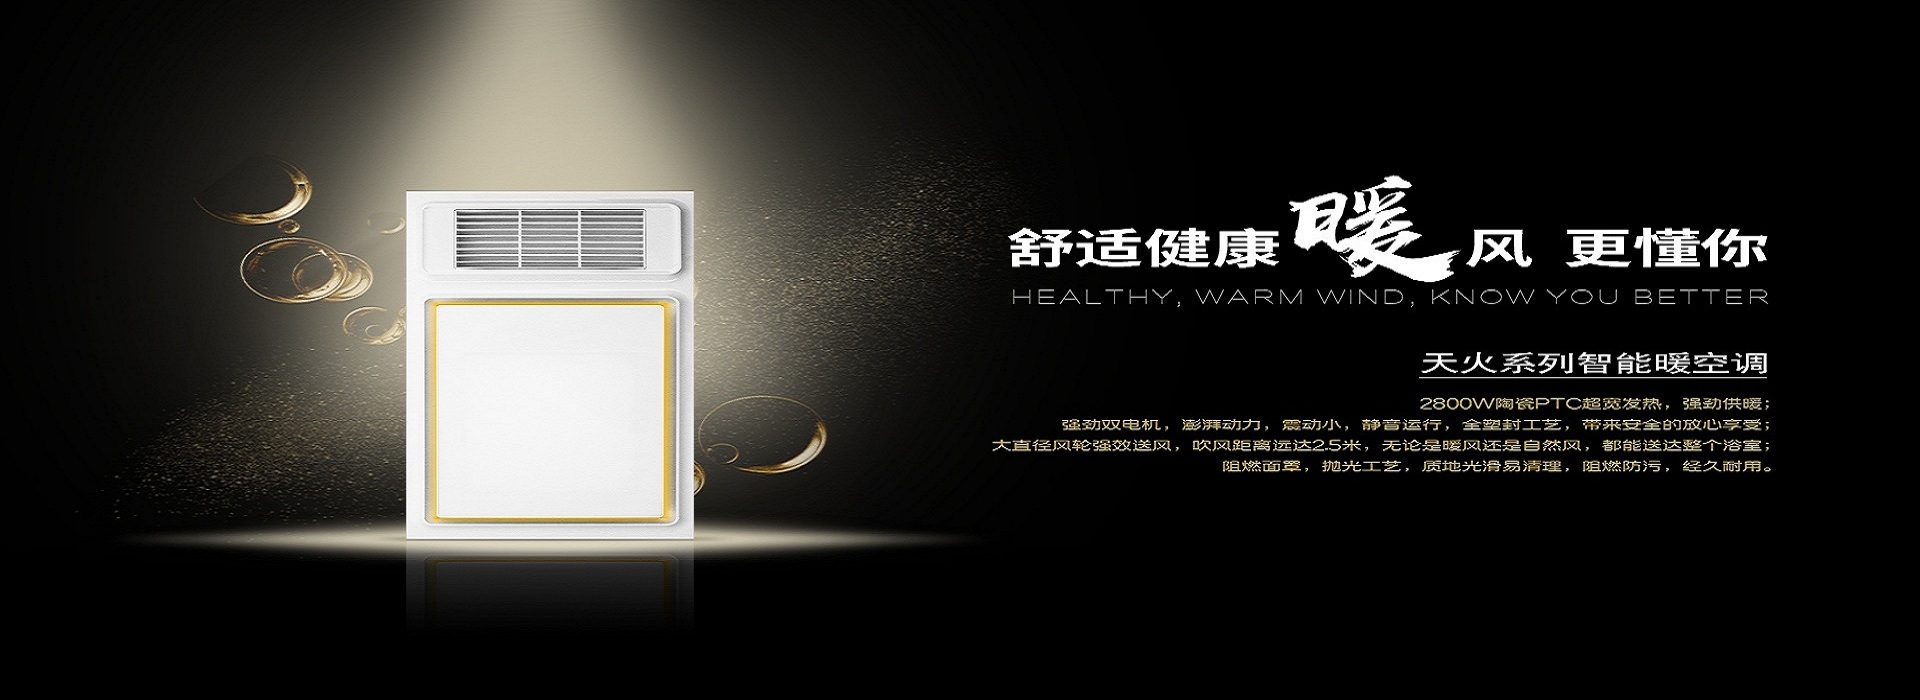 舒适健康暖风 更懂你
HEALTHY, WARM WIND, KNOW YOU BETTER
天火系列智能暖空调
2800W陶瓷PTC超宽发热，强劲供暖；
强劲双电机，澎湃动力，震动小，静音运行，全塑封工艺，带来安全的放心享受；
大直径风轮强效送风，吹风距离远达2.5米，无论是暖风还是自然风，都能送达整个浴室；
阻燃面罩，抛光工艺，质地光滑易清理，阻燃防污，经久耐用。